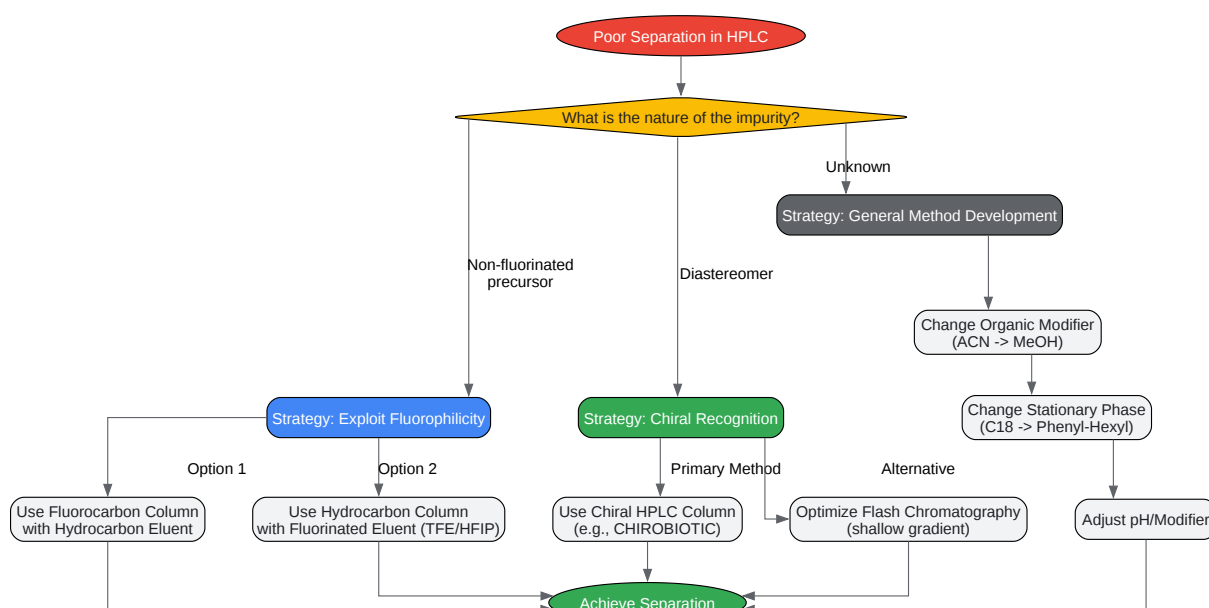 Poor Separation in HPLC
What is the nature of the impurity?
Unknown
Strategy: General Method Development
Non-fluorinated
precursor
Diastereomer
Change Organic Modifier
(ACN -> MeOH)
Strategy: Exploit Fluorophilicity
Strategy: Chiral Recognition
Change Stationary Phase
(C18 -> Phenyl-Hexyl)
Option 1
Option 2
Primary Method
Alternative
Use Fluorocarbon Column
with Hydrocarbon Eluent
Use Hydrocarbon Column
with Fluorinated Eluent (TFE/HFIP)
Use Chiral HPLC Column
(e.g., CHIROBIOTIC)
Optimize Flash Chromatography
(shallow gradient)
Adjust pH/Modifier
Achieve Separation